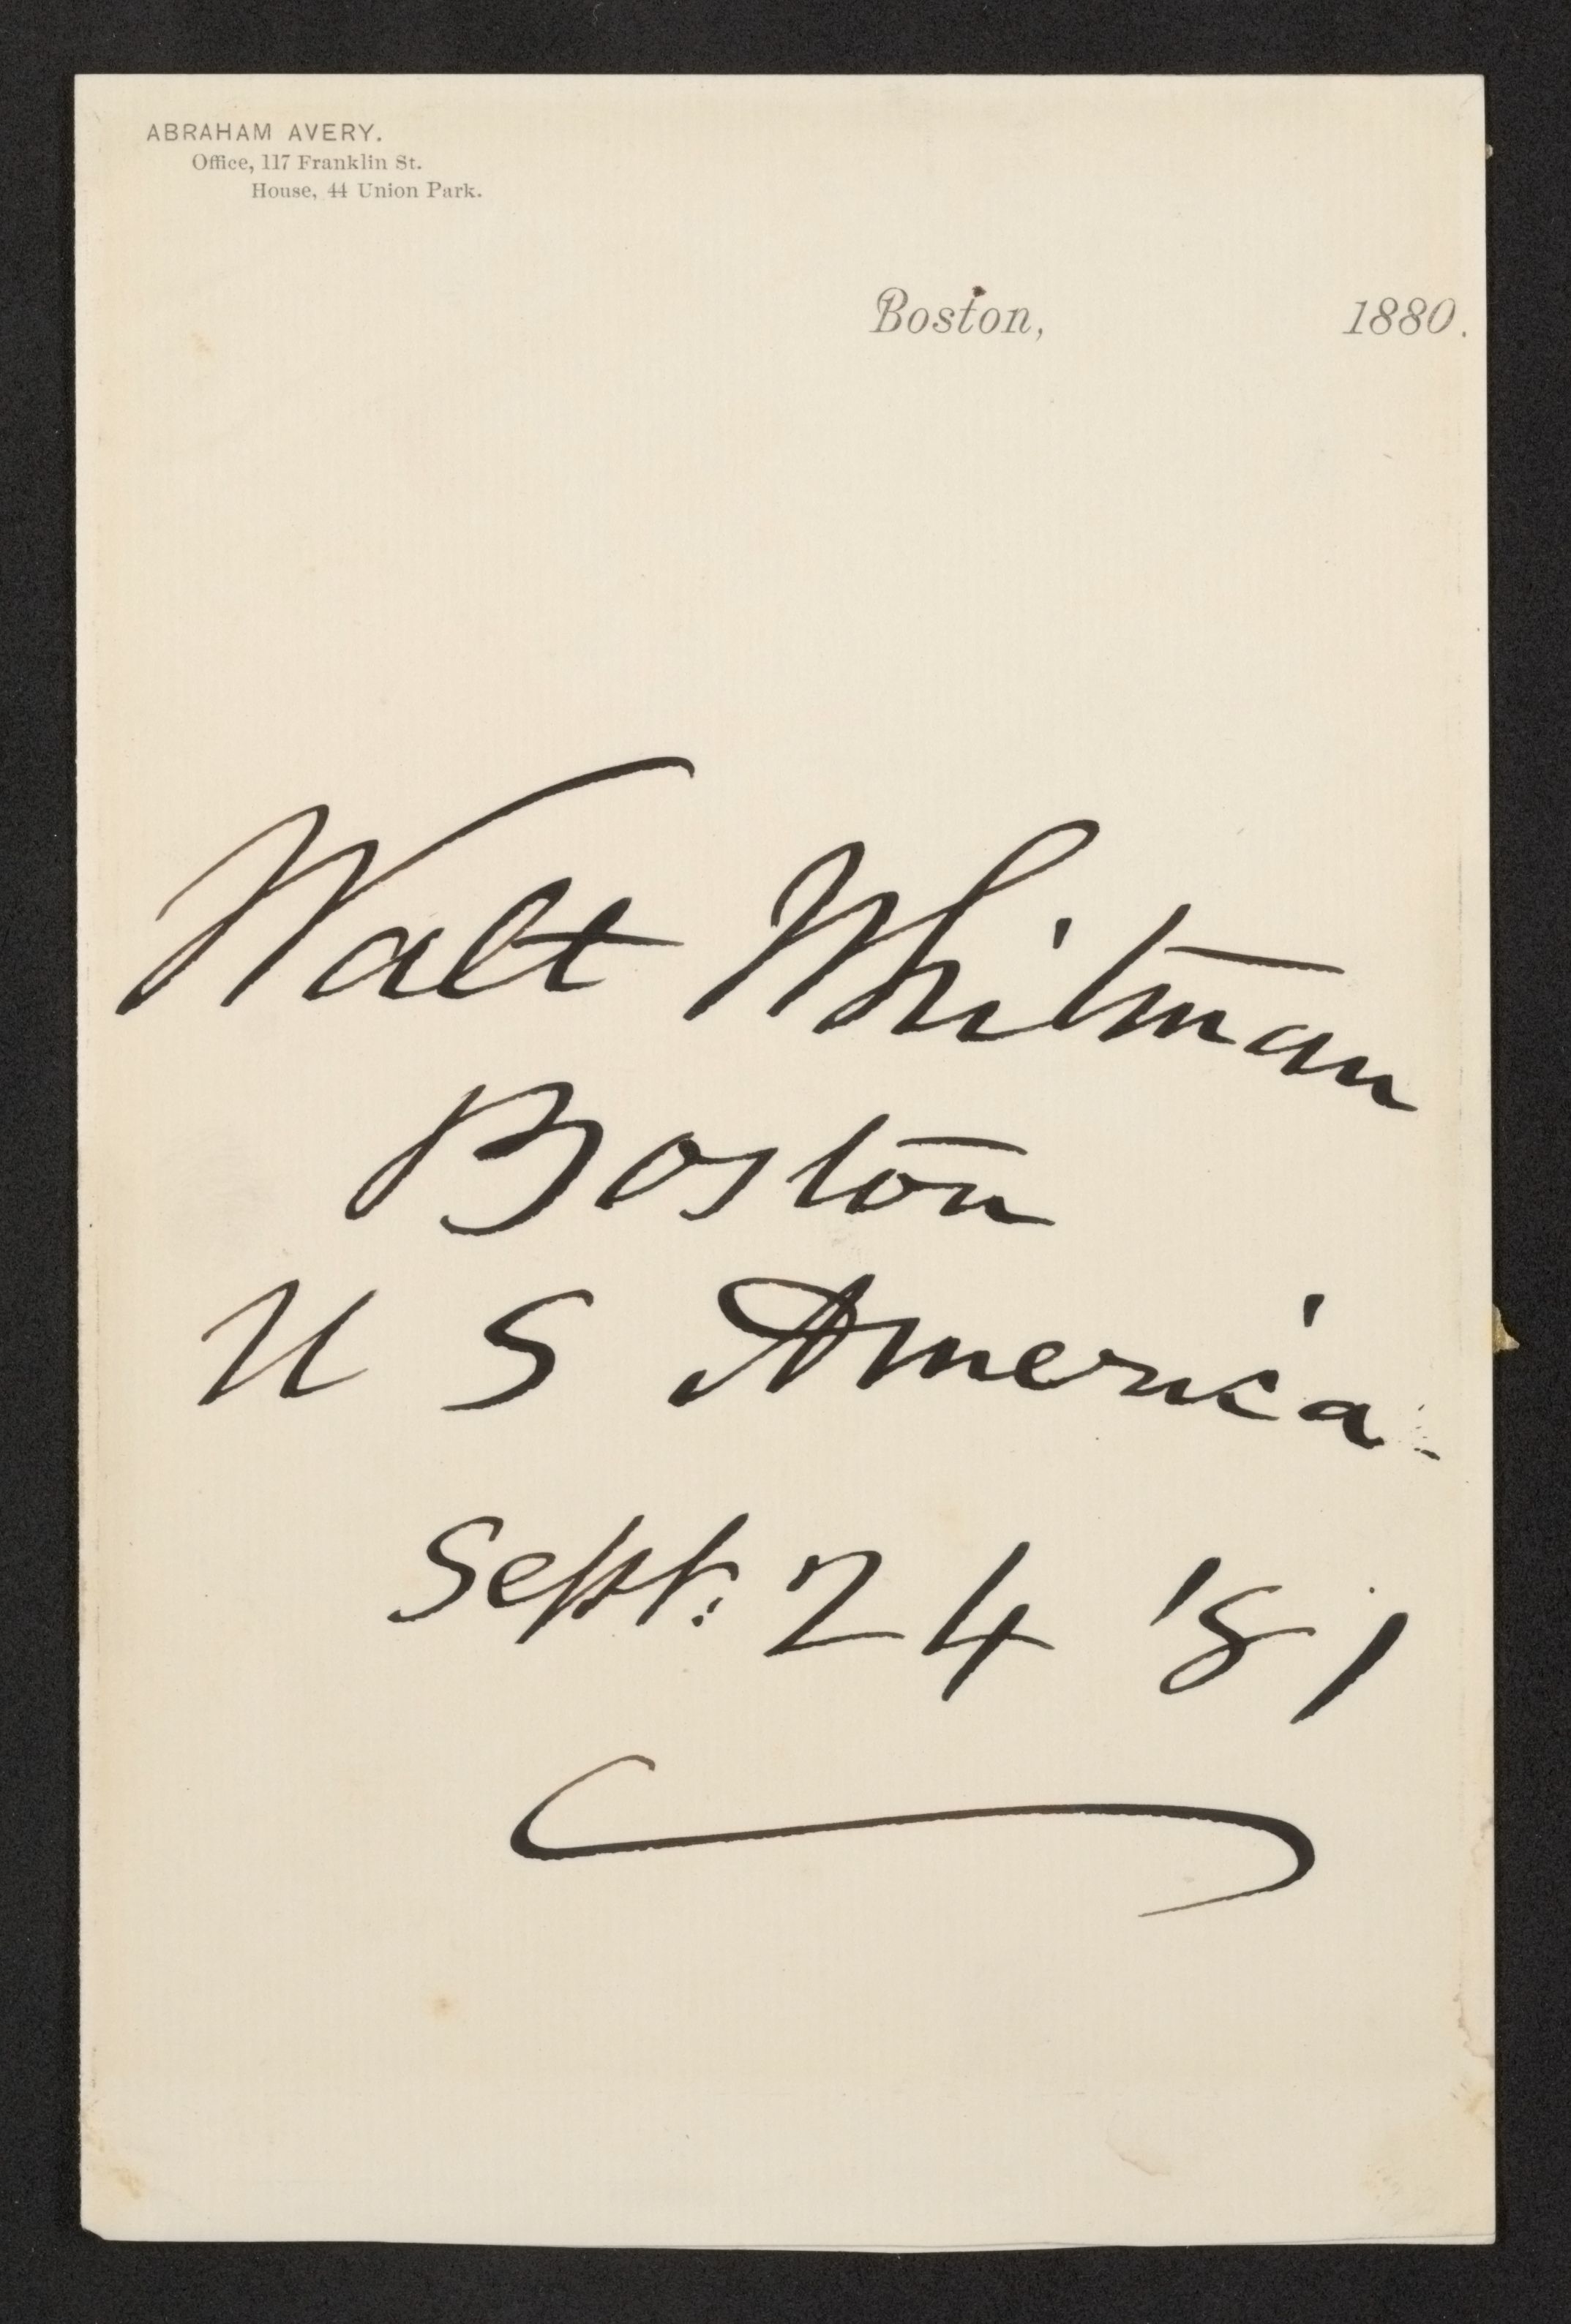 ABRAHAM AVERY.
Office, 117 Franklin St.
House, 44 Union Park.
Boston, 1880.
Walt Whitman
Boston
U S America
Sept: 24 '81